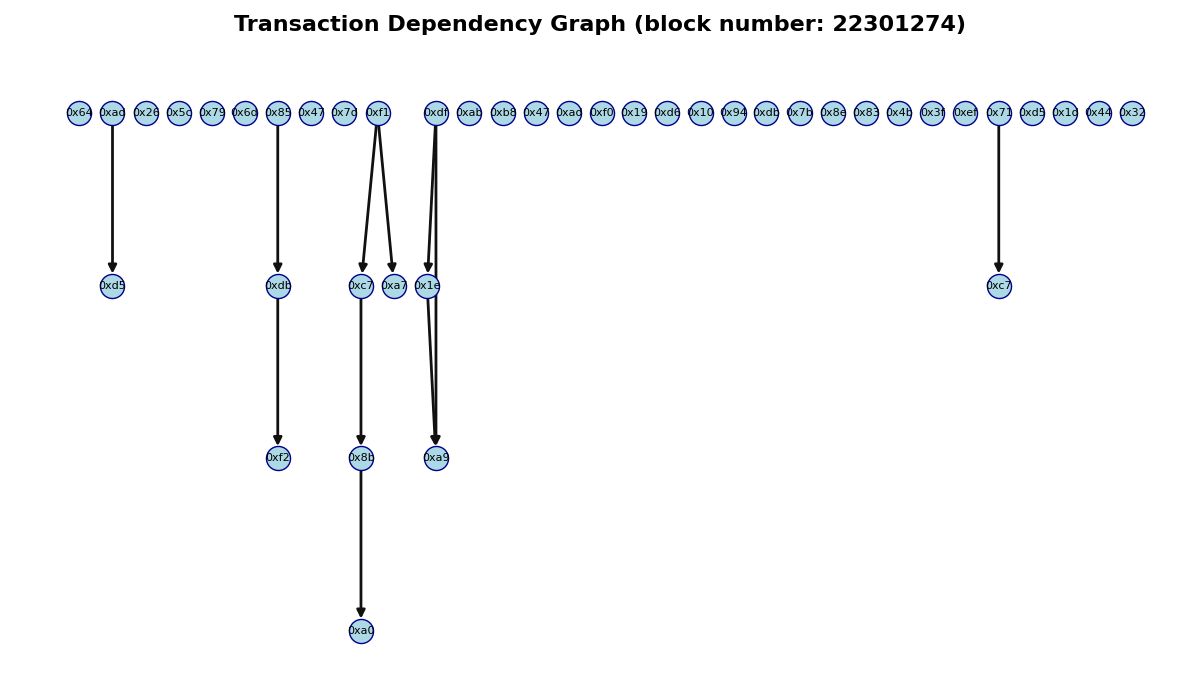 Transaction Dependency Graph (block number: 22301274)
0x64 0xad 0x26 0x5c 0x79 0x6d 0x85 0x47 0x7d 0xf1 0xdf 0xab 0xb8 0x47 0xad 0xf0 0x19 0xd6 0x10 0x94 0xdb 0x7b 0x8e 0x83 0x4b 0x3f 0xef 0x71 0xd5 0x1d 0x44 0x32
0xd5 0xdb 0xc7 0xa7 0x1e 0xc7
0xf2 0x8b 0xa9
0xa0